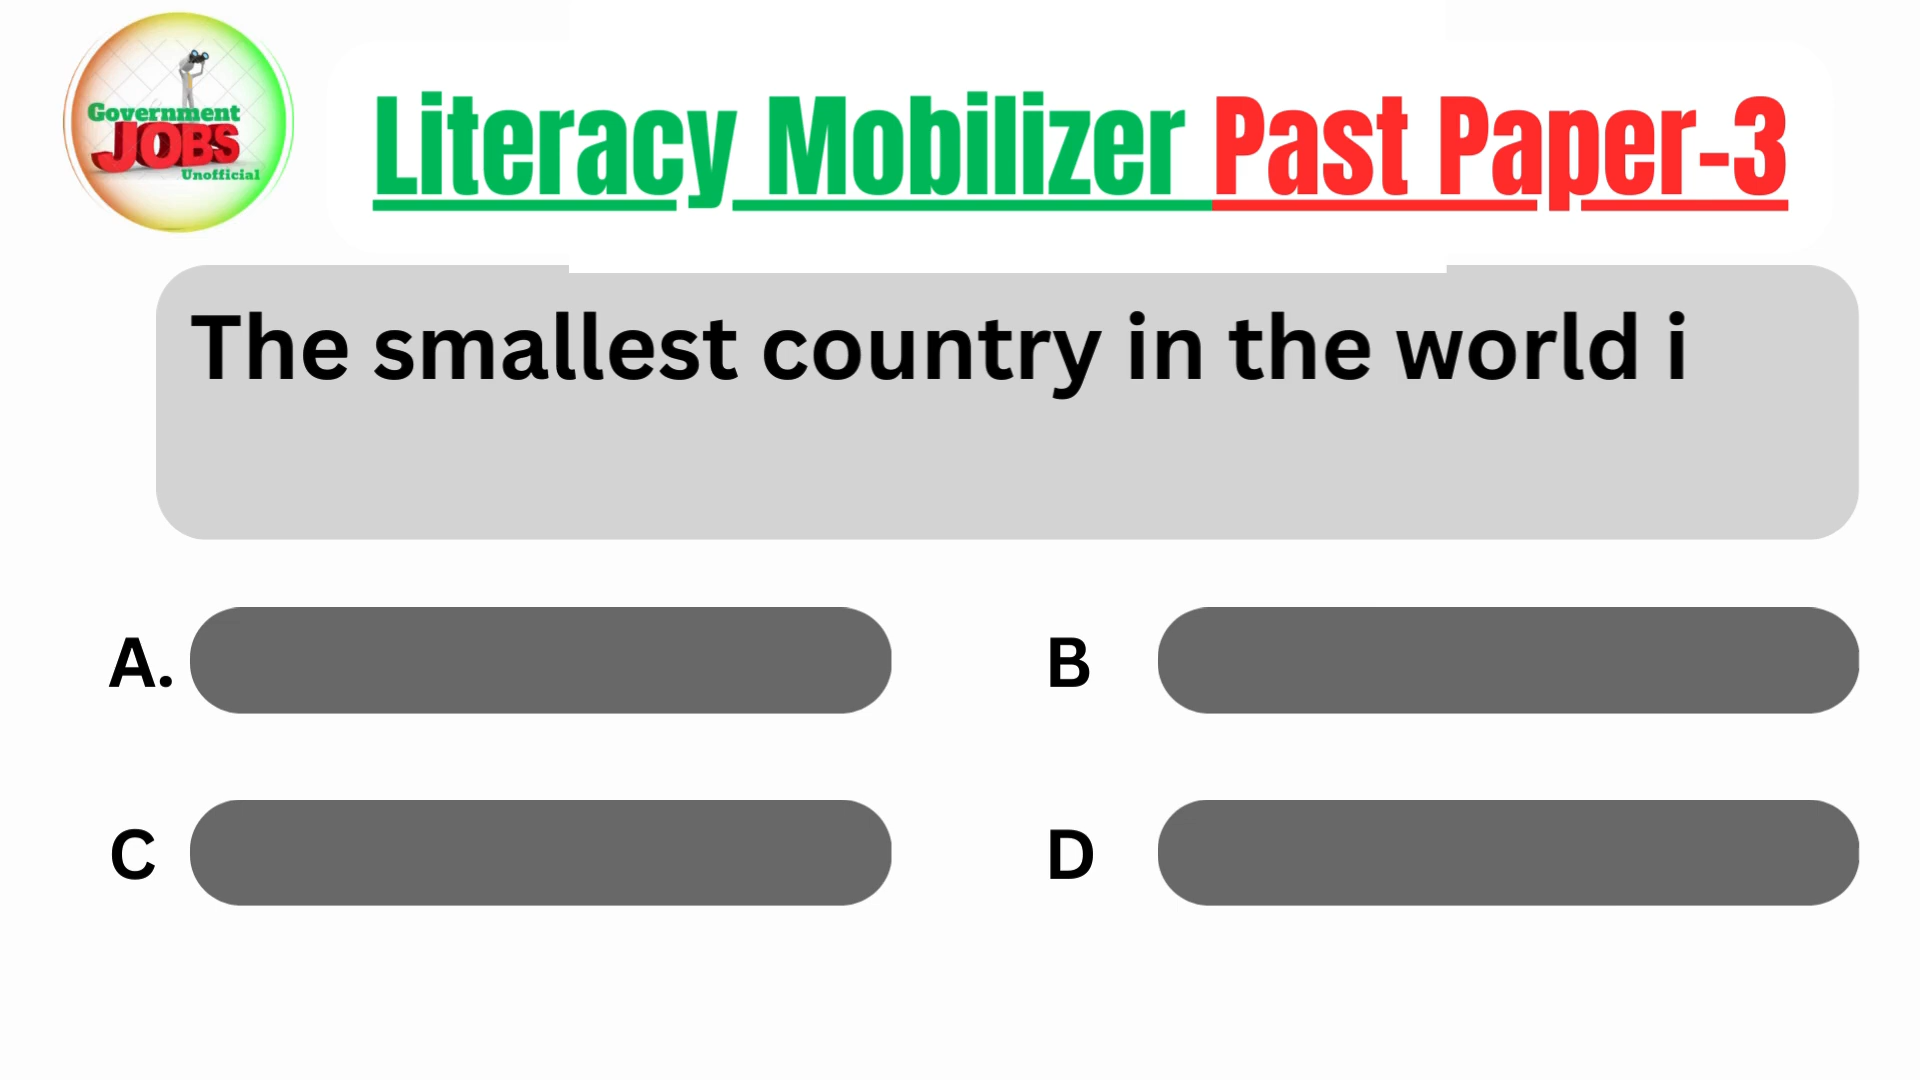 Government
JOBS
Unofficial
Literacy Mobilizer Past Paper-3
The smallest country in the world i
A.
B
C
D